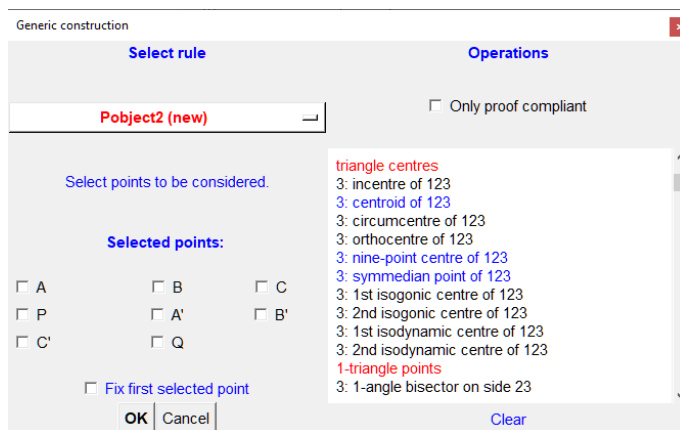 Generic construction
Select rule
Operations
Pobject2 (new)
Only proof compliant
Select points to be considered.
Selected points:
A B C
P A' B'
C' Q
Fix first selected point
OK Cancel
triangle centres
3: incentre of 123
3: centroid of 123
3: circumcentre of 123
3: orthocentre of 123
3: nine-point centre of 123
3: symmedian point of 123
3: 1st isogonic centre of 123
3: 2nd isogonic centre of 123
3: 1st isodynamic centre of 123
3: 2nd isodynamic centre of 123
1-triangle points
3: 1-angle bisector on side 23
Clear